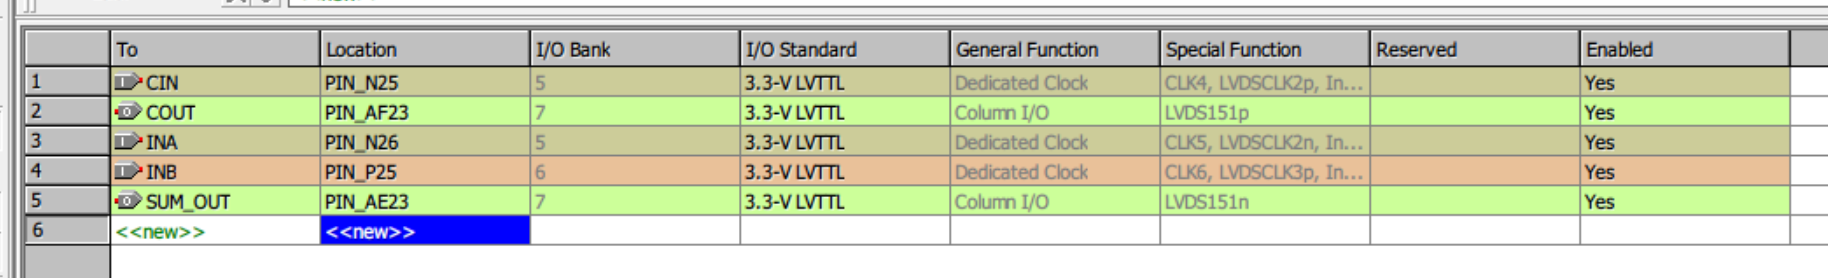 To Location I/O Bank I/O Standard General Function Special Function Reserved Enabled
1 CIN PIN_N25 5 3.3-V LVTTL Dedicated Clock CLK4, LVDSCLK2p, In... Yes
2 COUT PIN_AF23 7 3.3-V LVTTL Column I/O LVDS151p Yes
3 INA PIN_N26 5 3.3-V LVTTL Dedicated Clock CLK5, LVDSCLK2n, In... Yes
4 INB PIN_P25 6 3.3-V LVTTL Dedicated Clock CLK6, LVDSCLK3p, In... Yes
5 SUM_OUT PIN_AE23 7 3.3-V LVTTL Column I/O LVDS151n Yes
6 <<new>> <<new>>